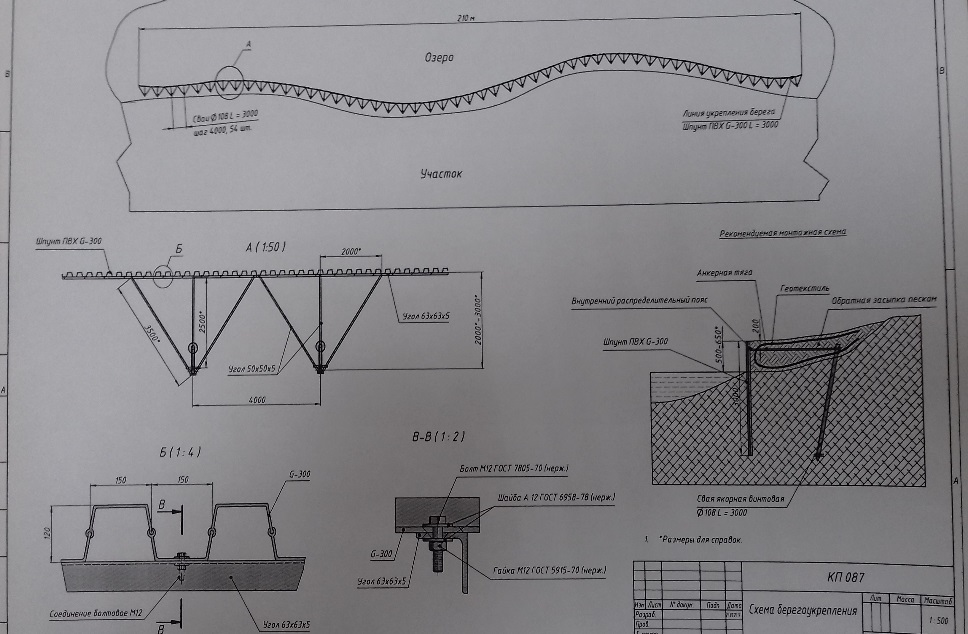 210 м
А
Озеро
Сваи Ø 108 L = 3000
шаг 4000, 54 шт.
Линия укрепления берега
Шпунт ПВХ G-300 L = 3000
Участок
В
В
А
А
Шпунт ПВХ G-300
Б
А (1:50)
2000*
3500*
2500*
Угол 63х63х5
2000*-3000*
Угол 50х50х5
4000
Рекомендуемая монтажная схема
Анкерная тяга
Геотекстиль
Внутренний распределительный пояс
Обратная засыпка песком
200
Шпунт ПВХ G-300
500-650*
Свая якорная винтовая
Ø 108 L = 3000
1. *Размеры для справок.
Б (1 : 4)
150
150
G-300
В
120
Соединение болтовое М12
Угол 63х63х5
В
В-В (1 : 2)
Болт М12 ГОСТ 7805-70 (нерж.)
Шайба А 12 ГОСТ 6958-78 (нерж.)
G-300
Угол 63х63х5
Гайка М12 ГОСТ 5915-70 (нерж.)
КП 087
Изм Лист № докум. Подп. Дата
Разраб.
Пров.
Схема берегоукрепления
Лит Масса Масштаб
1 : 500